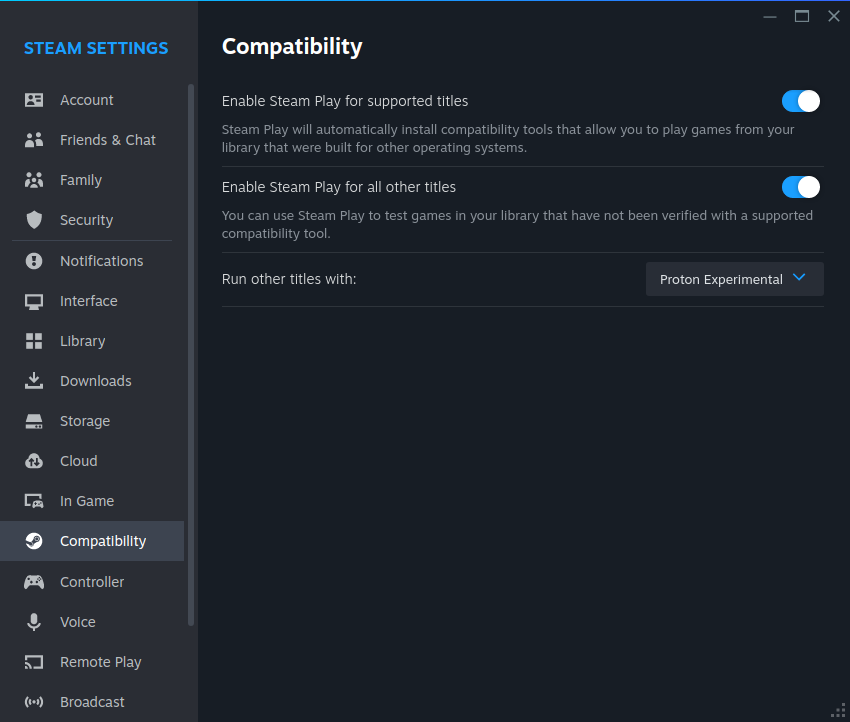 STEAM SETTINGS
Account
Friends & Chat
Family
Security
Notifications
Interface
Library
Downloads
Storage
Cloud
In Game
Compatibility
Controller
Voice
Remote Play
Broadcast
Compatibility
Enable Steam Play for supported titles
Steam Play will automatically install compatibility tools that allow you to play games from your
library that were built for other operating systems.
Enable Steam Play for all other titles
You can use Steam Play to test games in your library that have not been verified with a supported
compatibility tool.
Run other titles with:
Proton Experimental